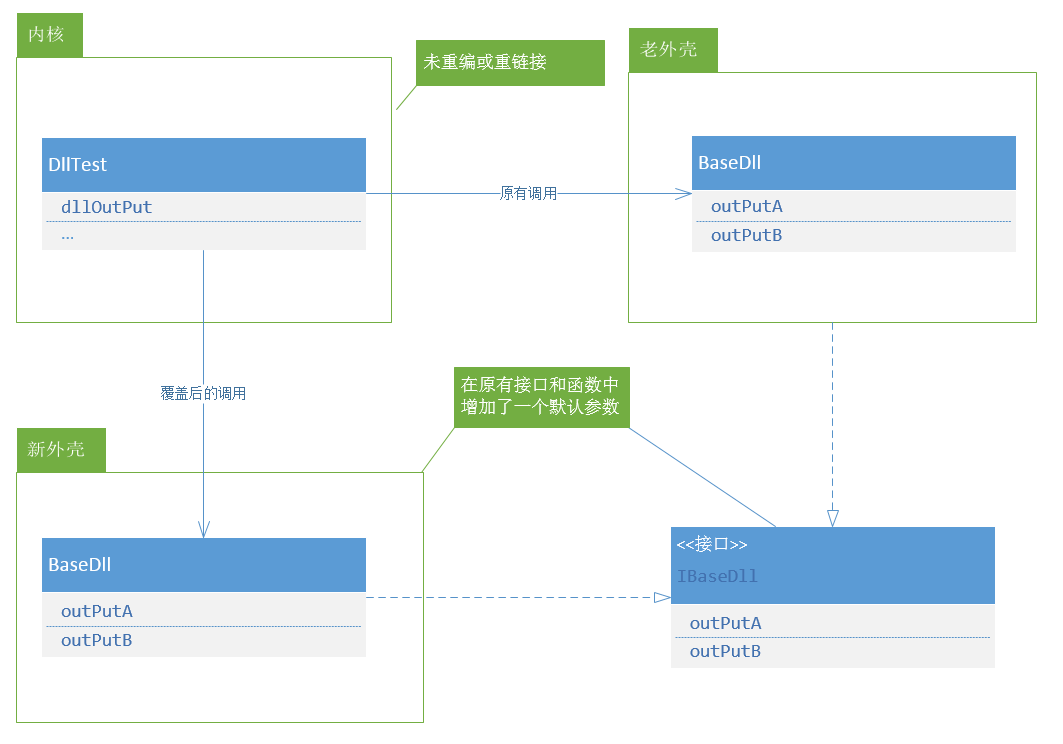 内核
未重编或重链接
老外壳
DllTest
dllOutPut
...
原有调用
BaseDll
outPutA
outPutB
覆盖后的调用
在原有接口和函数中
增加了一个默认参数
新外壳
BaseDll
outPutA
outPutB
<<接口>>
IBaseDll
outPutA
outPutB